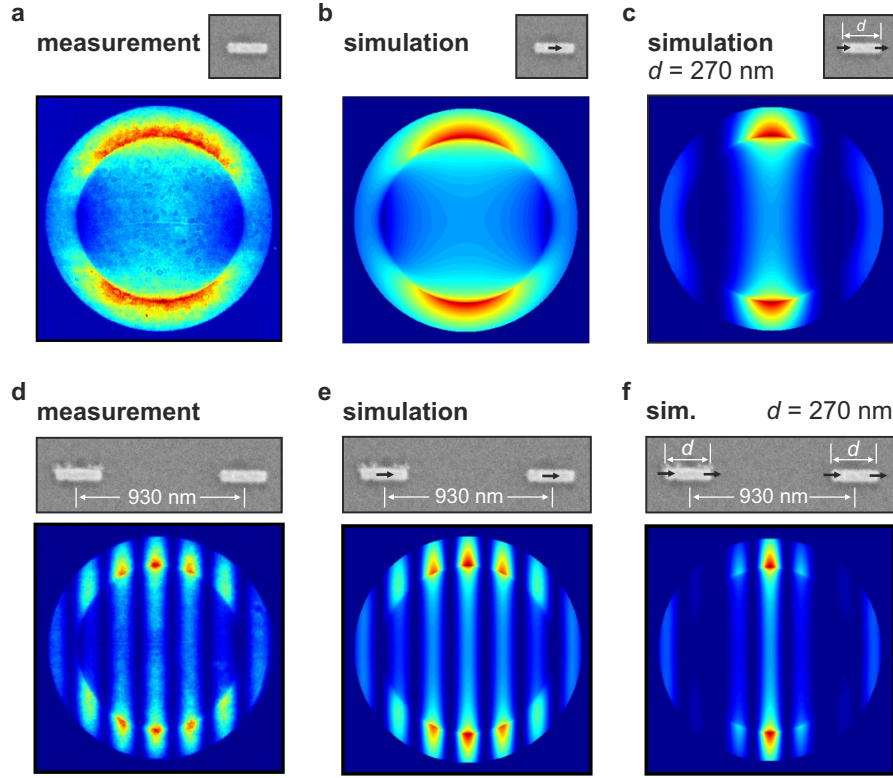 a
measurement
b
simulation
c
simulation
d = 270 nm
d
d
measurement
930 nm
e
simulation
930 nm
f
sim.
d = 270 nm
d
d
930 nm